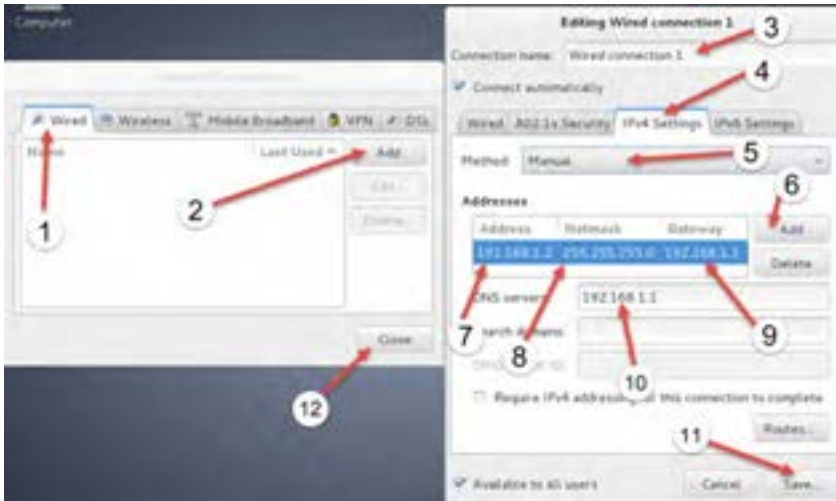 Computer
Wired Wireless Mobile Broadband VPN DSL
Name Last Used Add
Edit...
Close
1
2
12
Editing Wired connection 1
3
Connection name: Wired connection 1
4
Connect automatically
Wired 802.1x Security IPv4 Settings IPv6 Settings
Method Manual
5
6
Addresses
Address Netmask Gateway Add
192.168.1.2 255.255.255.0 192.168.1.1
Delete
DNS servers 192.168.1.1
7
8
9
Search domains
10
Require IPv4 addressing this connection to complete
11
Routes...
Available to all users Cancel Save...